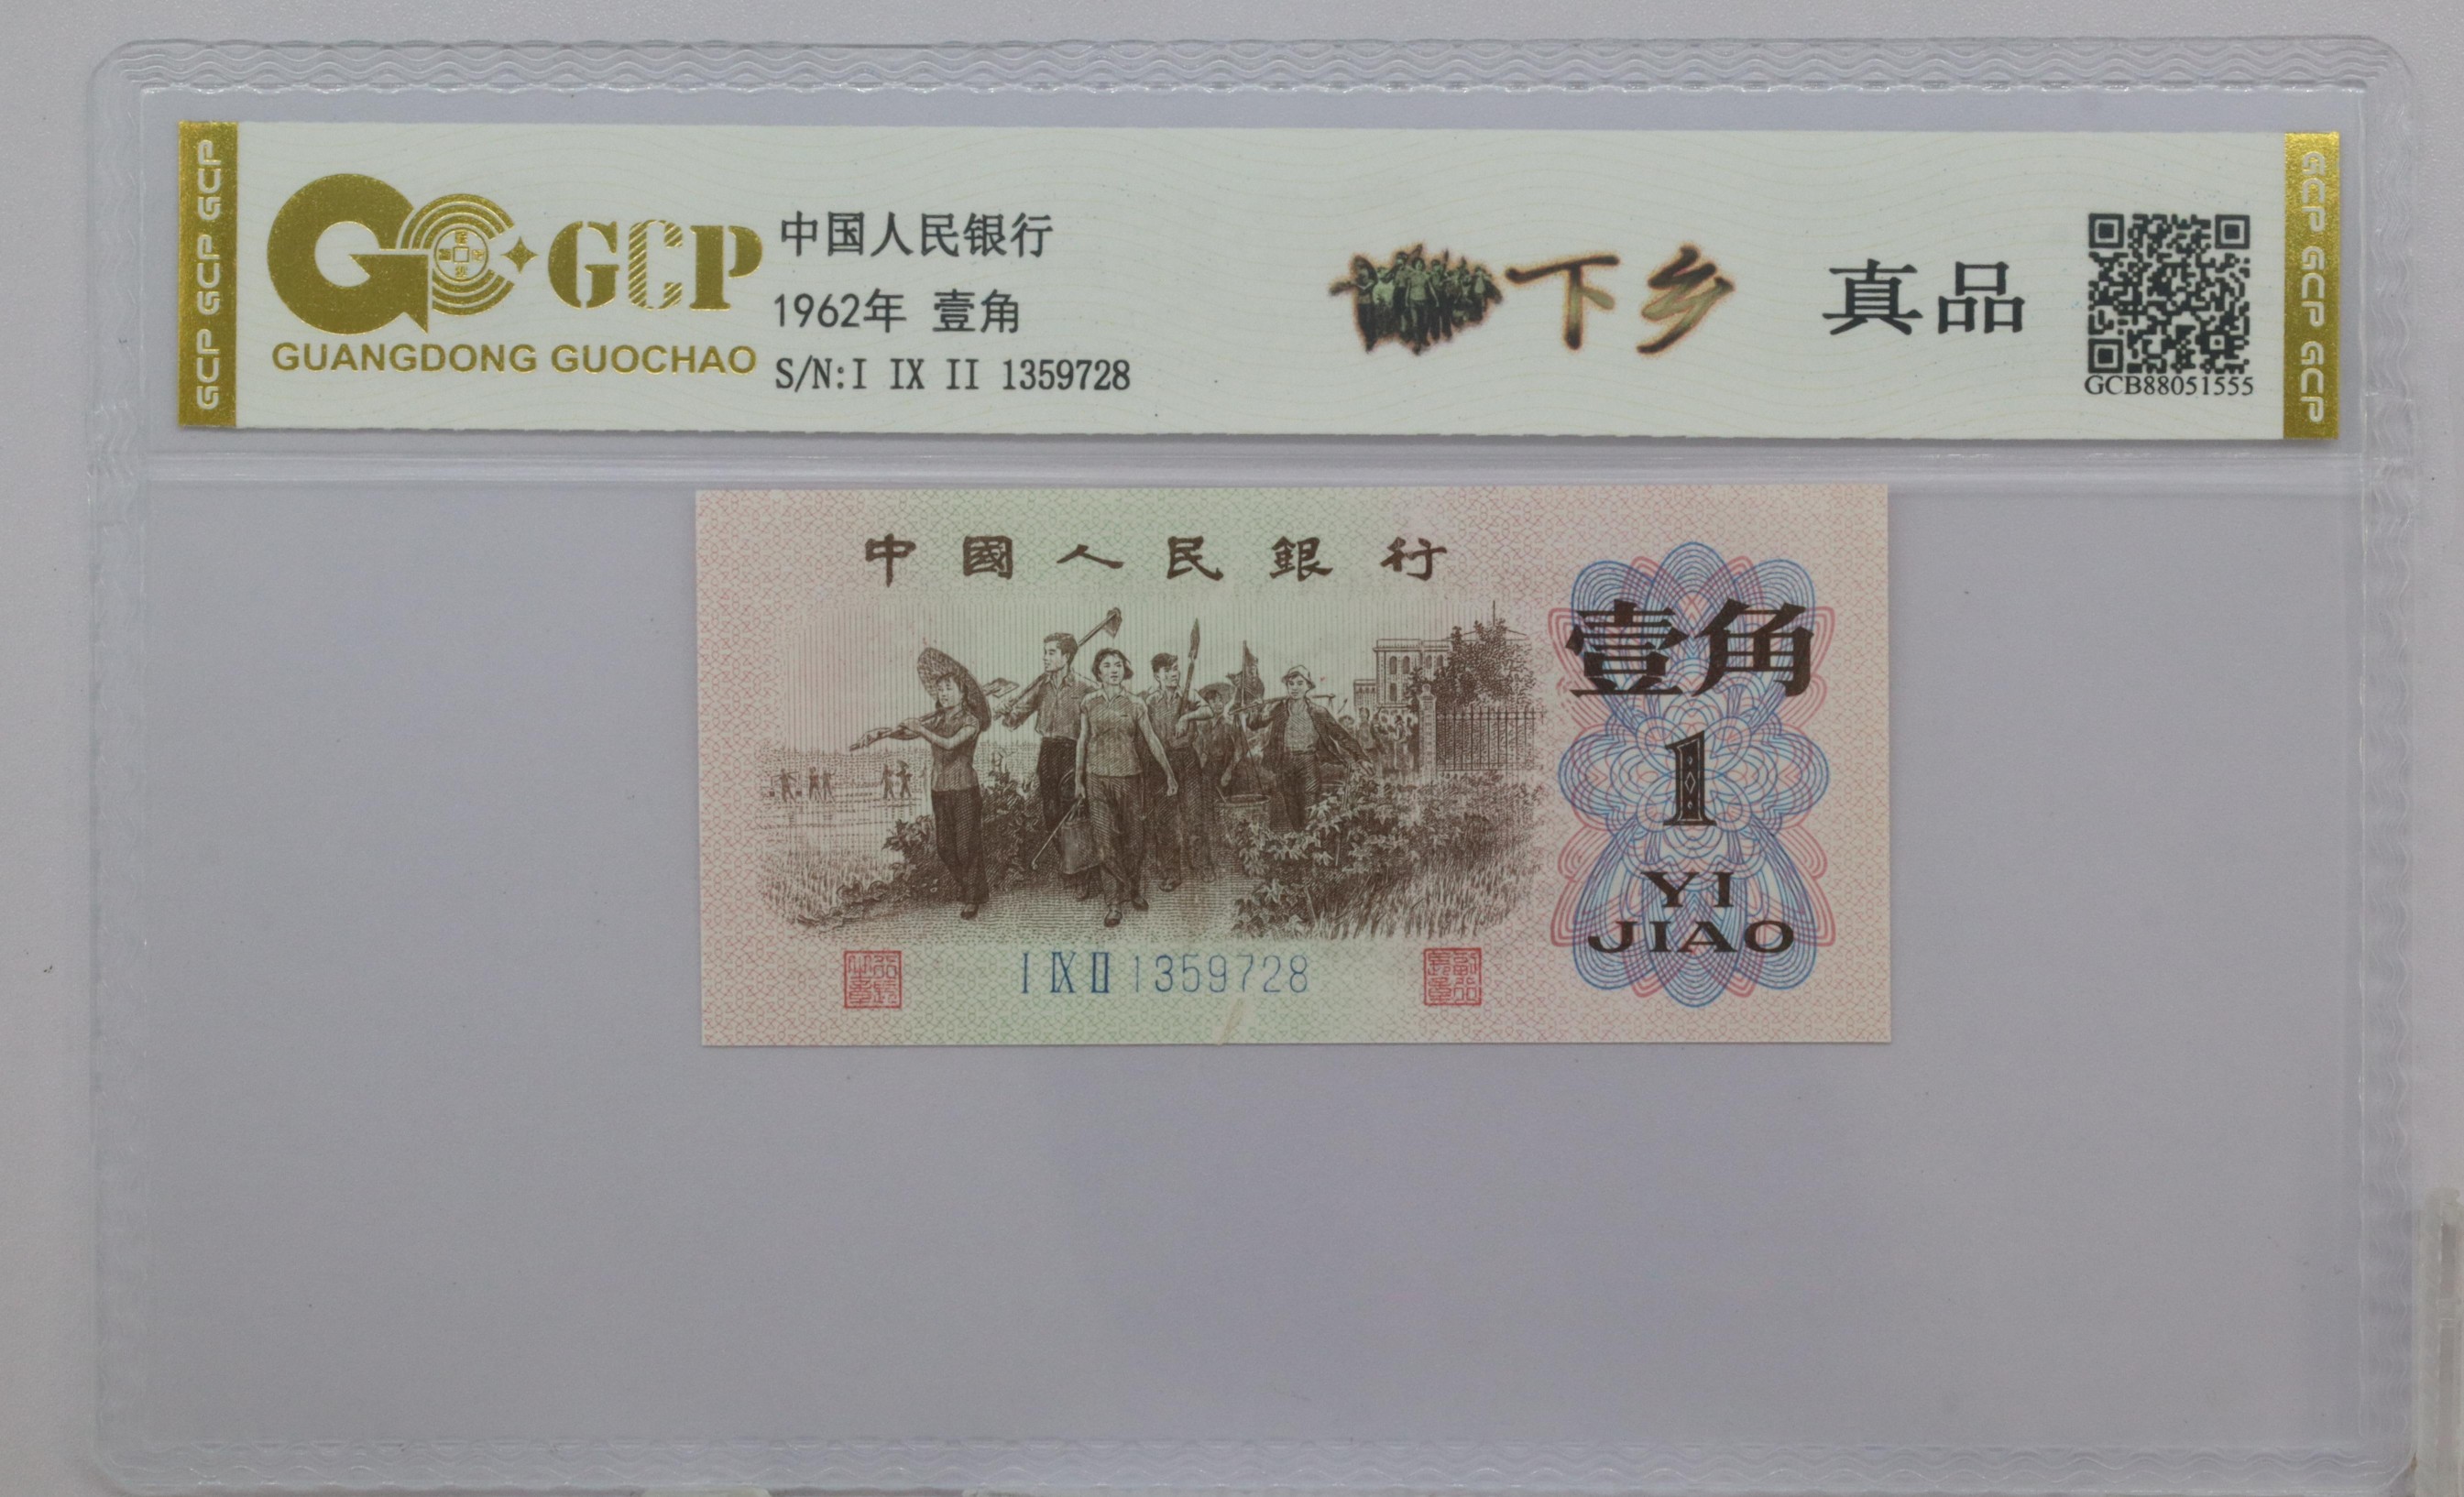 GCP GCP GCP
GCP
GUANGDONG GUOCHAO
中国人民银行
1962年 壹角
S/N:I IX II 1359728
下乡
真品
GCB88051555
GCP GCP GCP
中國人民銀行
壹角
1
YI
JIAO
I IX II 1359728